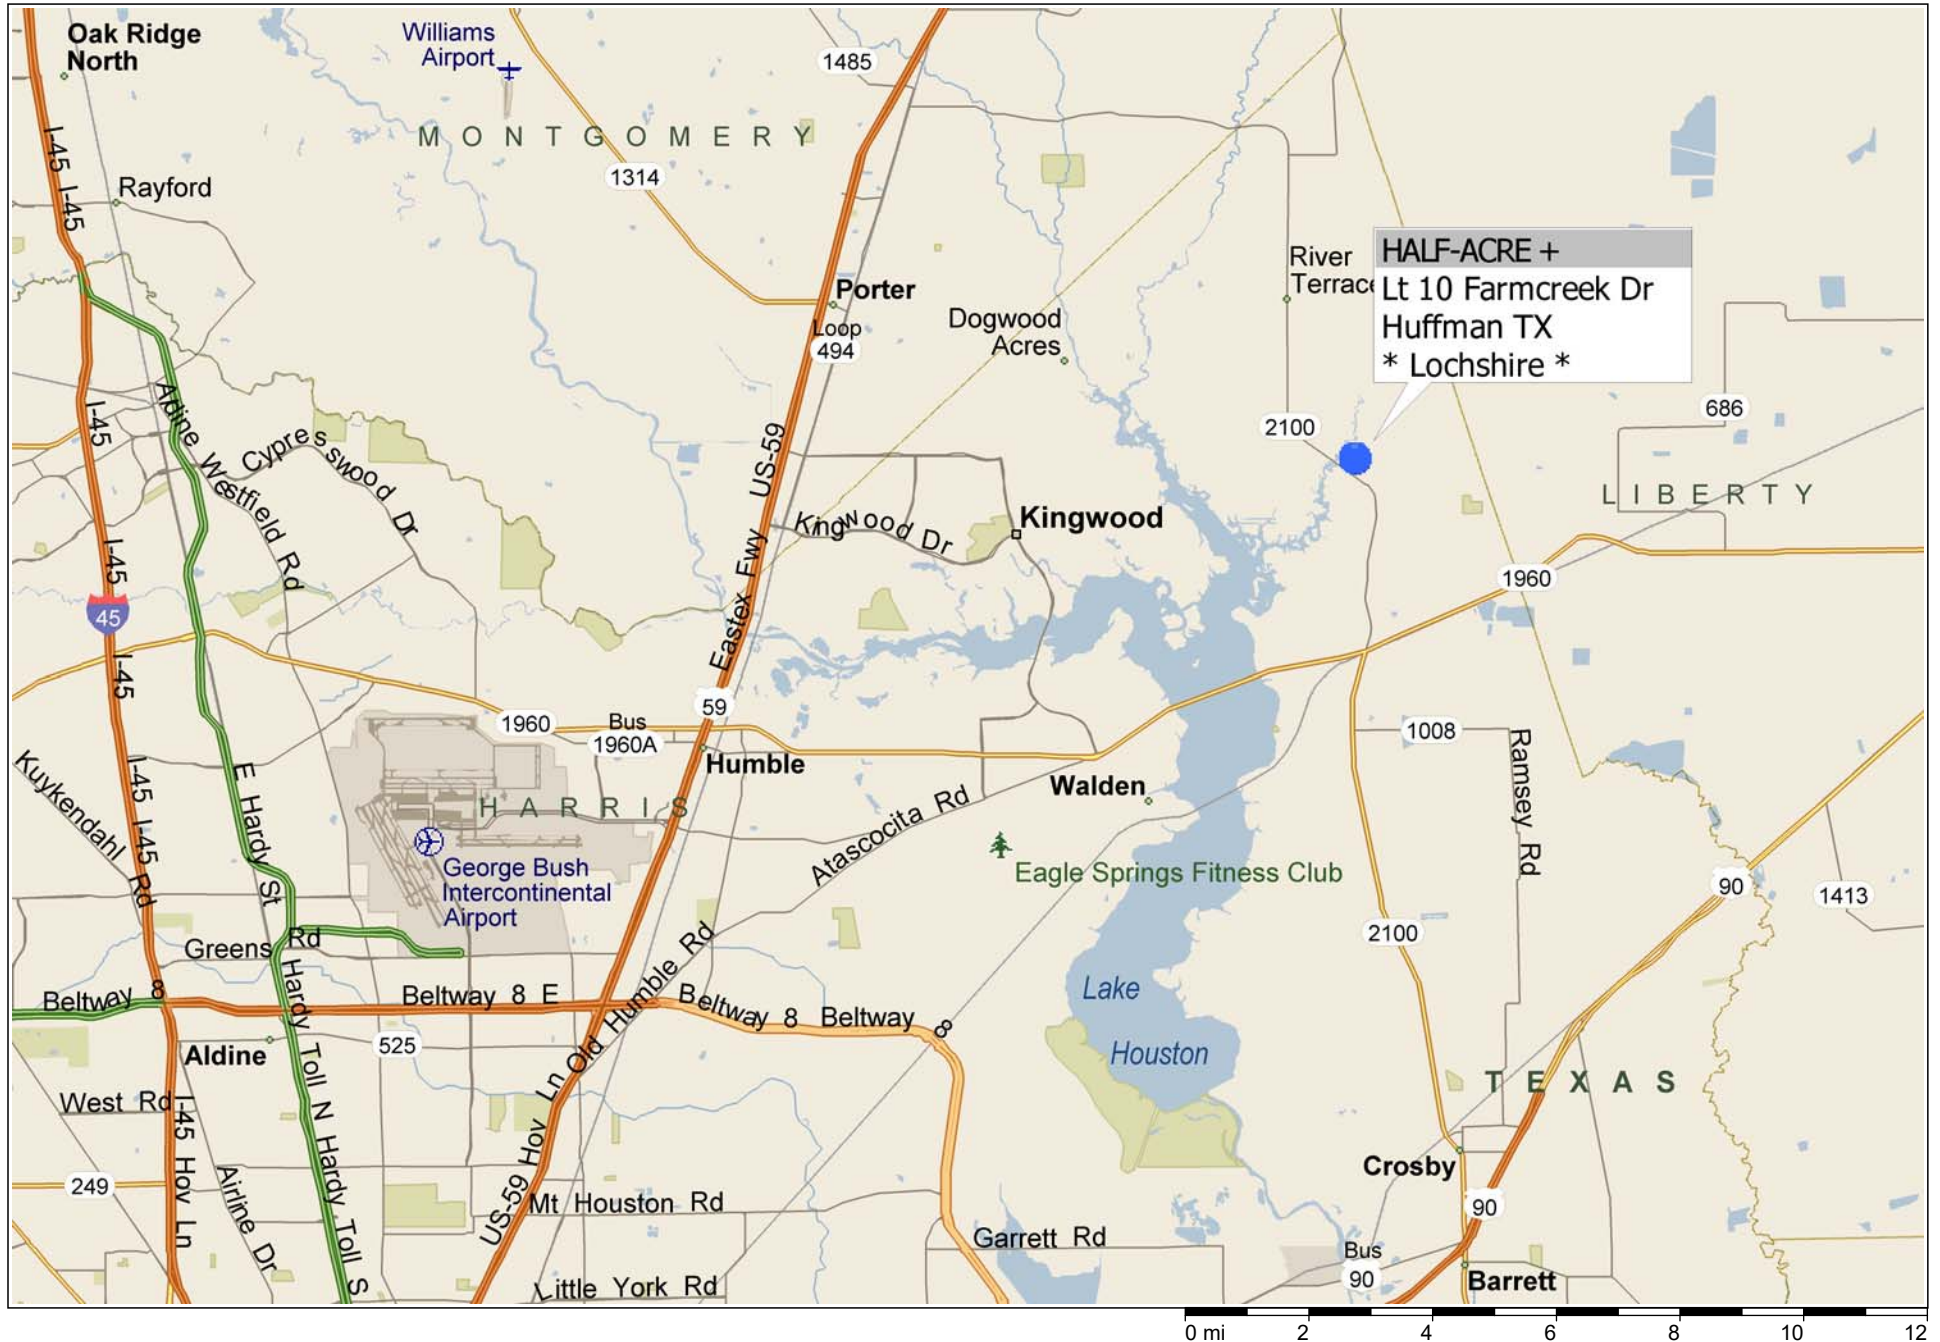 Oak Ridge
North
Williams
Airport
1485
I-45
I-45
MONTGOMERY
1314
Rayford
River
Terrace
HALF-ACRE +
Lt 10 Farmcreek Dr
Huffman TX
* Lochshire *
Porter
Loop
494
Dogwood
Acres
686
I-45
Adine Westfield Rd
Cypresswood Dr
2100
US-59
Eastex Fwy
Kingwood Dr
Kingwood
LIBERTY
I-45
45
1960
I-45
59
1960
Bus
1960A
Humble
1008
Ramsey Rd
Kuykendahl Rd
I-45
I-45
E Hardy St
HARRIS
Walden
Atascocita Rd
Eagle Springs Fitness Club
George Bush
Intercontinental
Airport
90
1413
Greens Rd
2100
Old Humble Rd
Lake
Houston
Beltway 8
Beltway 8 E
Beltway 8
Beltway 8
Aldine
525
Hardy Toll N
Hardy Toll S
TEXAS
West Rd
I-45 Hov Ln
US-59 Hov Ln
Airline Dr
249
Mt Houston Rd
Crosby
90
Garrett Rd
Bus
90
Little York Rd
Barrett
0 mi 2 4 6 8 10 12